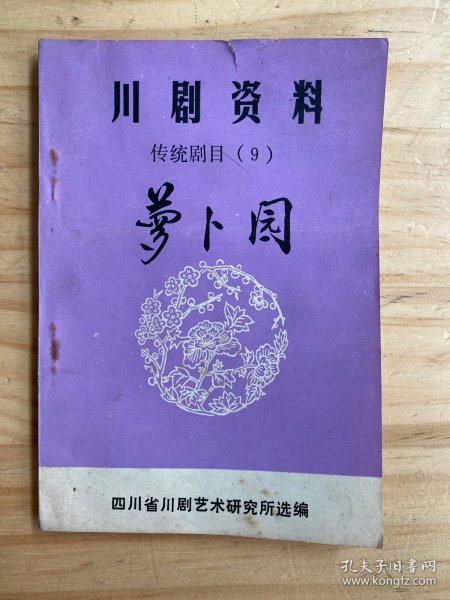 川剧资料
传统剧目（9）
萝卜园
四川省川剧艺术研究所选编
孔夫子旧书网
www.kongfz.com